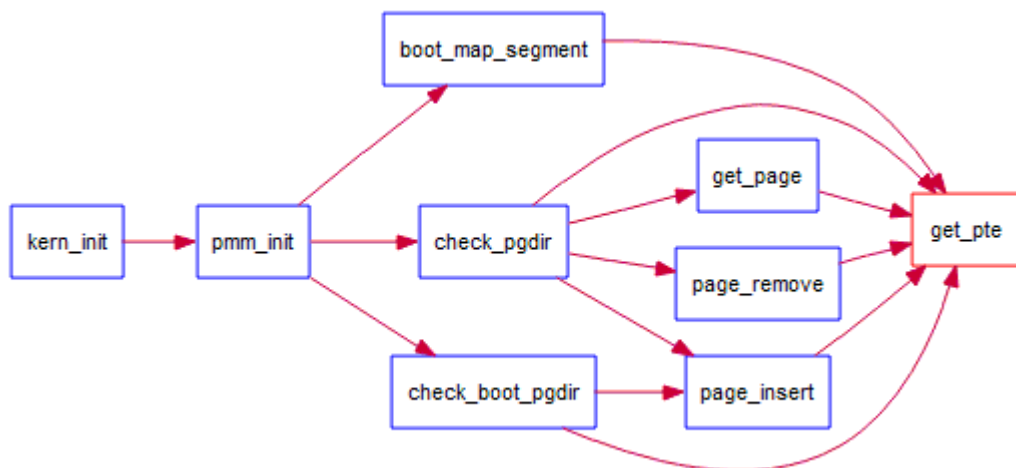 boot_map_segment
get_page
kern_init
pmm_init
check_pgdir
get_pte
page_remove
check_boot_pgdir
page_insert